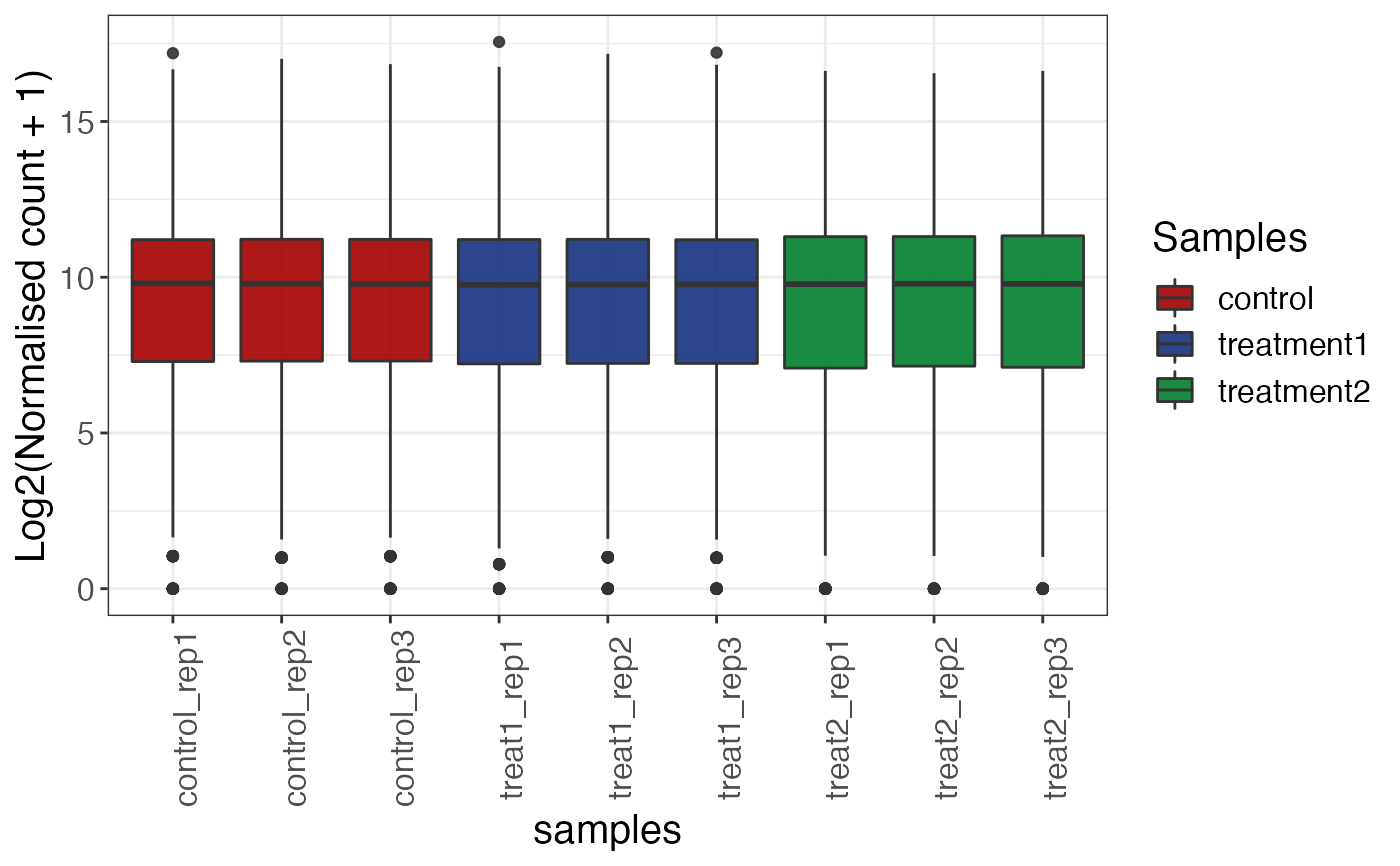 Log2(Normalised count + 1)
15
10
5
0
control_rep1
control_rep2
control_rep3
treat1_rep1
treat1_rep2
treat1_rep3
treat2_rep1
treat2_rep2
treat2_rep3
samples
Samples
control
treatment1
treatment2